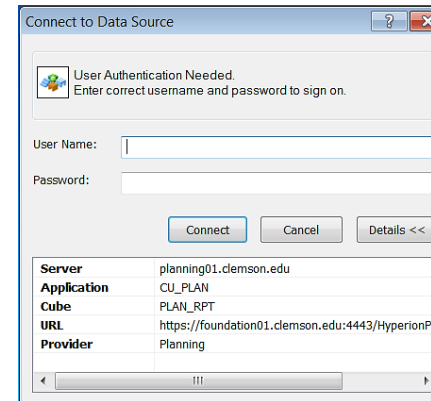 Connect to Data Source
User Authentication Needed.
Enter correct username and password to sign on.
User Name:
Password:
Connect Cancel Details <<
Server planning01.clemson.edu
Application CU_PLAN
Cube PLAN_RPT
URL https://foundation01.clemson.edu:4443/HyperionP
Provider Planning